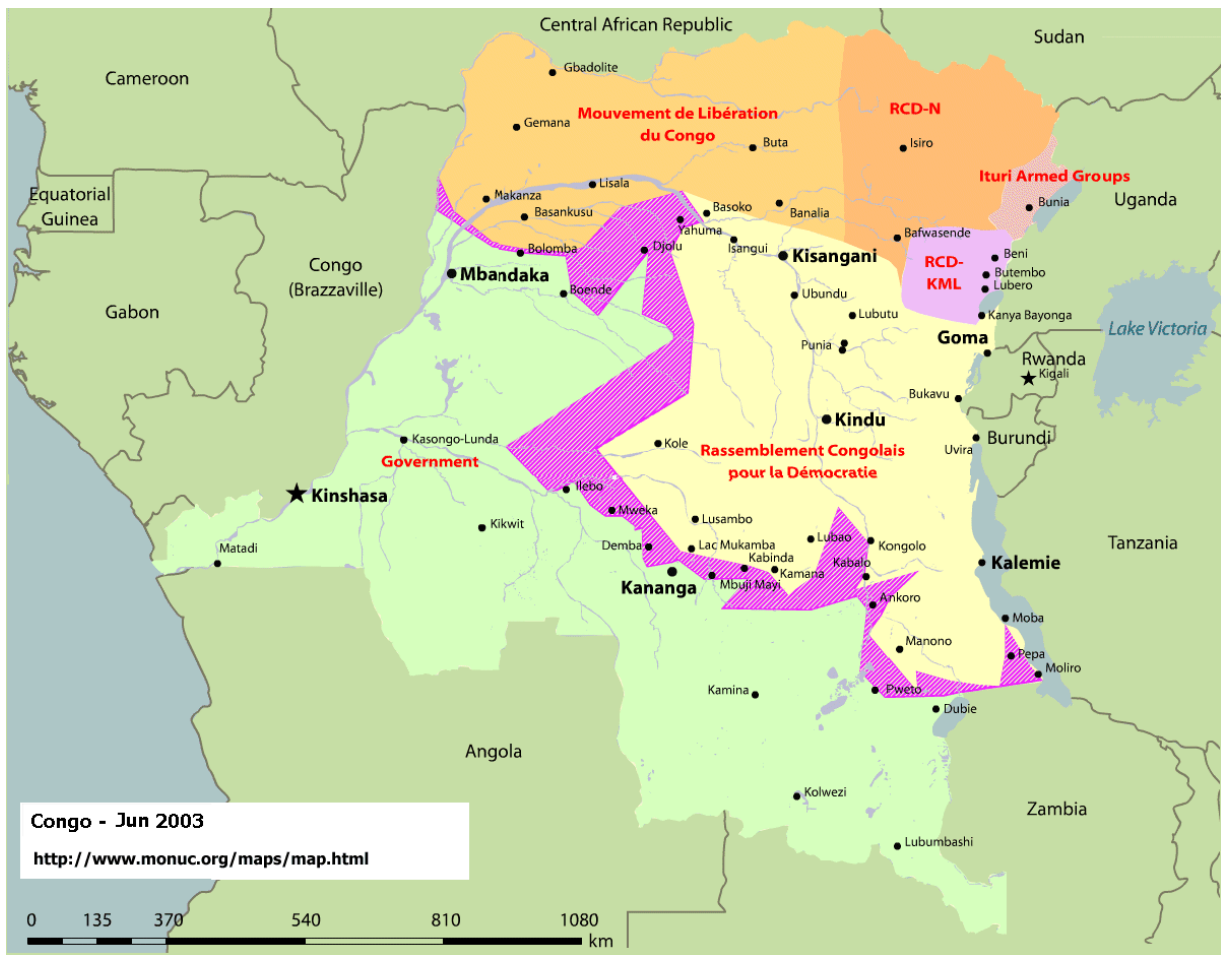 Central African Republic
Sudan
Cameroon
Gbadolite
Mouvement de Libération
du Congo
RCD-N
Gemana
Buta
Isiro
Ituri Armed Groups
Equatorial
Guinea
Lisala
Makanza
Basankusu
Basoko
Banalia
Bunia
Uganda
Yahuma
Isangui
Bafwasende
Bolomba
Djolu
Kisangani
RCD-
KML
Beni
Congo
(Brazzaville)
Mbandaka
Butembo
Lubero
Boende
Ubundu
Gabon
Lubutu
Kanya Bayonga
Lake Victoria
Punia
Goma
Rwanda
Kigali
Bukavu
Kindu
Kasongo-Lunda
Kole
Rassemblement Congolais
pour la Démocratie
Burundi
Uvira
Government
Kinshasa
Ilebo
Mweka
Lusambo
Kikwit
Matadi
Demba
Lac Mukamba
Lubao
Kongolo
Tanzania
Kabinda
Kamana
Kabalo
Kalemie
Kananga
Mbuji Mayi
Ankoro
Moba
Manono
Pepa
Moliro
Kamina
Pweto
Dubie
Angola
Kolwezi
Zambia
Lubumbashi
Congo - Jun 2003
http://www.monuc.org/maps/map.html
0 135 370 540 810 1080
km